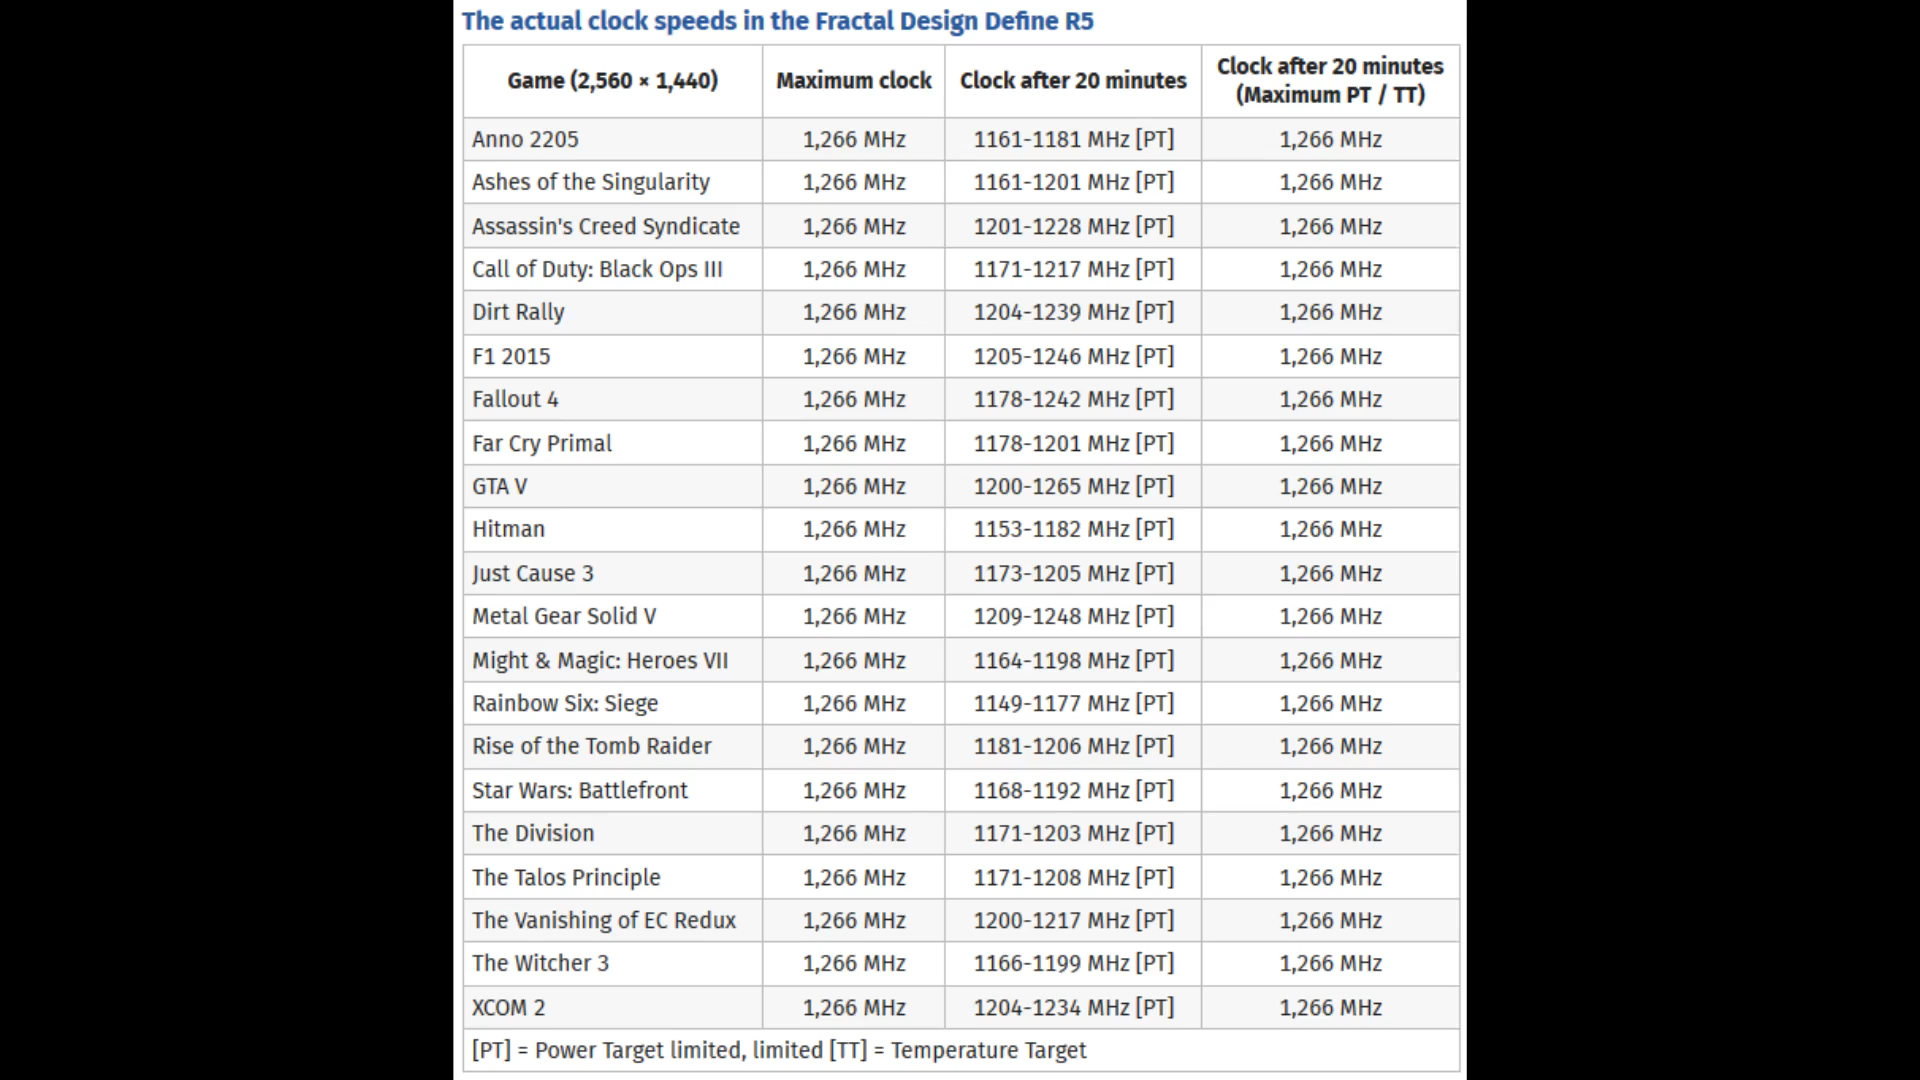 The actual clock speeds in the Fractal Design Define R5
Game (2,560 × 1,440) Maximum clock Clock after 20 minutes Clock after 20 minutes
(Maximum PT / TT)
Anno 2205 1,266 MHz 1161-1181 MHz [PT] 1,266 MHz
Ashes of the Singularity 1,266 MHz 1161-1201 MHz [PT] 1,266 MHz
Assassin's Creed Syndicate 1,266 MHz 1201-1228 MHz [PT] 1,266 MHz
Call of Duty: Black Ops III 1,266 MHz 1171-1217 MHz [PT] 1,266 MHz
Dirt Rally 1,266 MHz 1204-1239 MHz [PT] 1,266 MHz
F1 2015 1,266 MHz 1205-1246 MHz [PT] 1,266 MHz
Fallout 4 1,266 MHz 1178-1242 MHz [PT] 1,266 MHz
Far Cry Primal 1,266 MHz 1178-1201 MHz [PT] 1,266 MHz
GTA V 1,266 MHz 1200-1265 MHz [PT] 1,266 MHz
Hitman 1,266 MHz 1153-1182 MHz [PT] 1,266 MHz
Just Cause 3 1,266 MHz 1173-1205 MHz [PT] 1,266 MHz
Metal Gear Solid V 1,266 MHz 1209-1248 MHz [PT] 1,266 MHz
Might & Magic: Heroes VII 1,266 MHz 1164-1198 MHz [PT] 1,266 MHz
Rainbow Six: Siege 1,266 MHz 1149-1177 MHz [PT] 1,266 MHz
Rise of the Tomb Raider 1,266 MHz 1181-1206 MHz [PT] 1,266 MHz
Star Wars: Battlefront 1,266 MHz 1168-1192 MHz [PT] 1,266 MHz
The Division 1,266 MHz 1171-1203 MHz [PT] 1,266 MHz
The Talos Principle 1,266 MHz 1171-1208 MHz [PT] 1,266 MHz
The Vanishing of EC Redux 1,266 MHz 1200-1217 MHz [PT] 1,266 MHz
The Witcher 3 1,266 MHz 1166-1199 MHz [PT] 1,266 MHz
XCOM 2 1,266 MHz 1204-1234 MHz [PT] 1,266 MHz
[PT] = Power Target limited, limited [TT] = Temperature Target